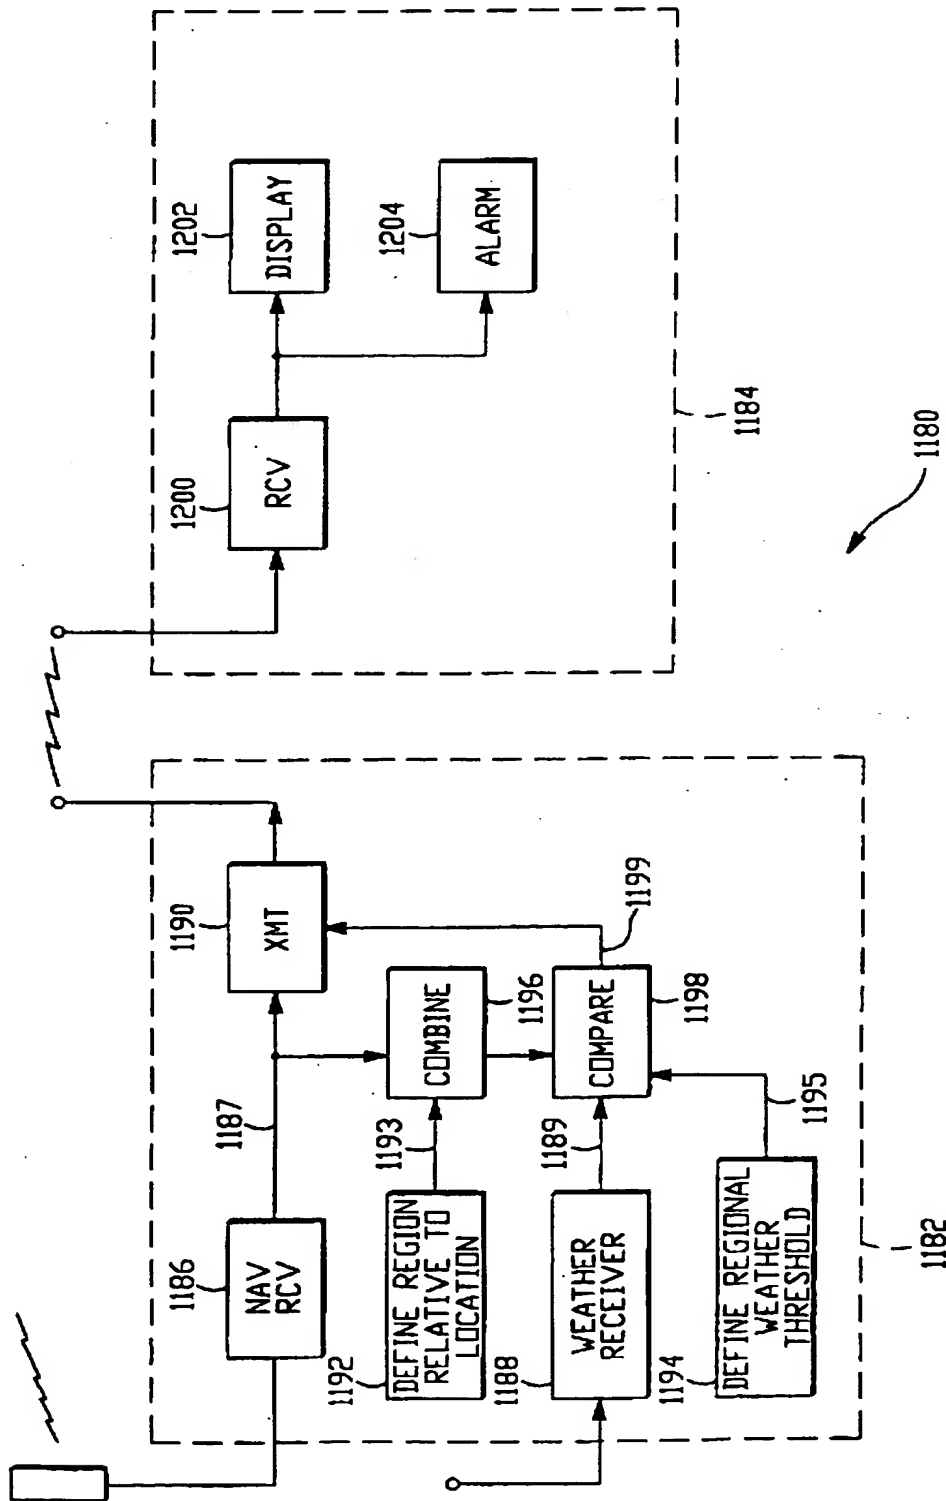 1186
NAV
RCV
1187
1190
XMT
1192
DEFINE REGION
RELATIVE TO
LOCATION
1193
COMBINE
1196
1188
WEATHER
RECEIVER
1189
COMPARE
1198
1199
1194
DEFINE REGIONAL
WEATHER
THRESHOLD
1195
1182
1200
RCV
1202
DISPLAY
1204
ALARM
1184
1180